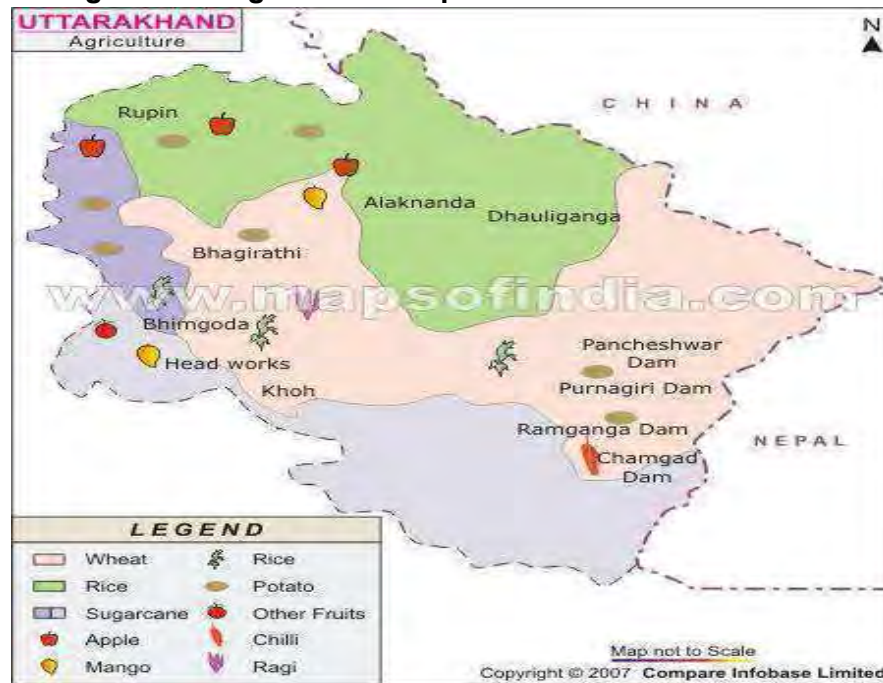 UTTARAKHAND
Agriculture
N
CHINA
Rupin
Alaknanda
Dhauliganga
Bhagirathi
www.mapsofindia.com
Bhimgoda
Head works
Khoh
Pancheshwar
Dam
Purnagiri Dam
Ramganga Dam
Chamgad
Dam
NEPAL
LEGEND
Wheat
Rice
Rice
Potato
Sugarcane
Other Fruits
Apple
Chilli
Mango
Ragi
Map not to Scale
Copyright © 2007 Compare Infobase Limited